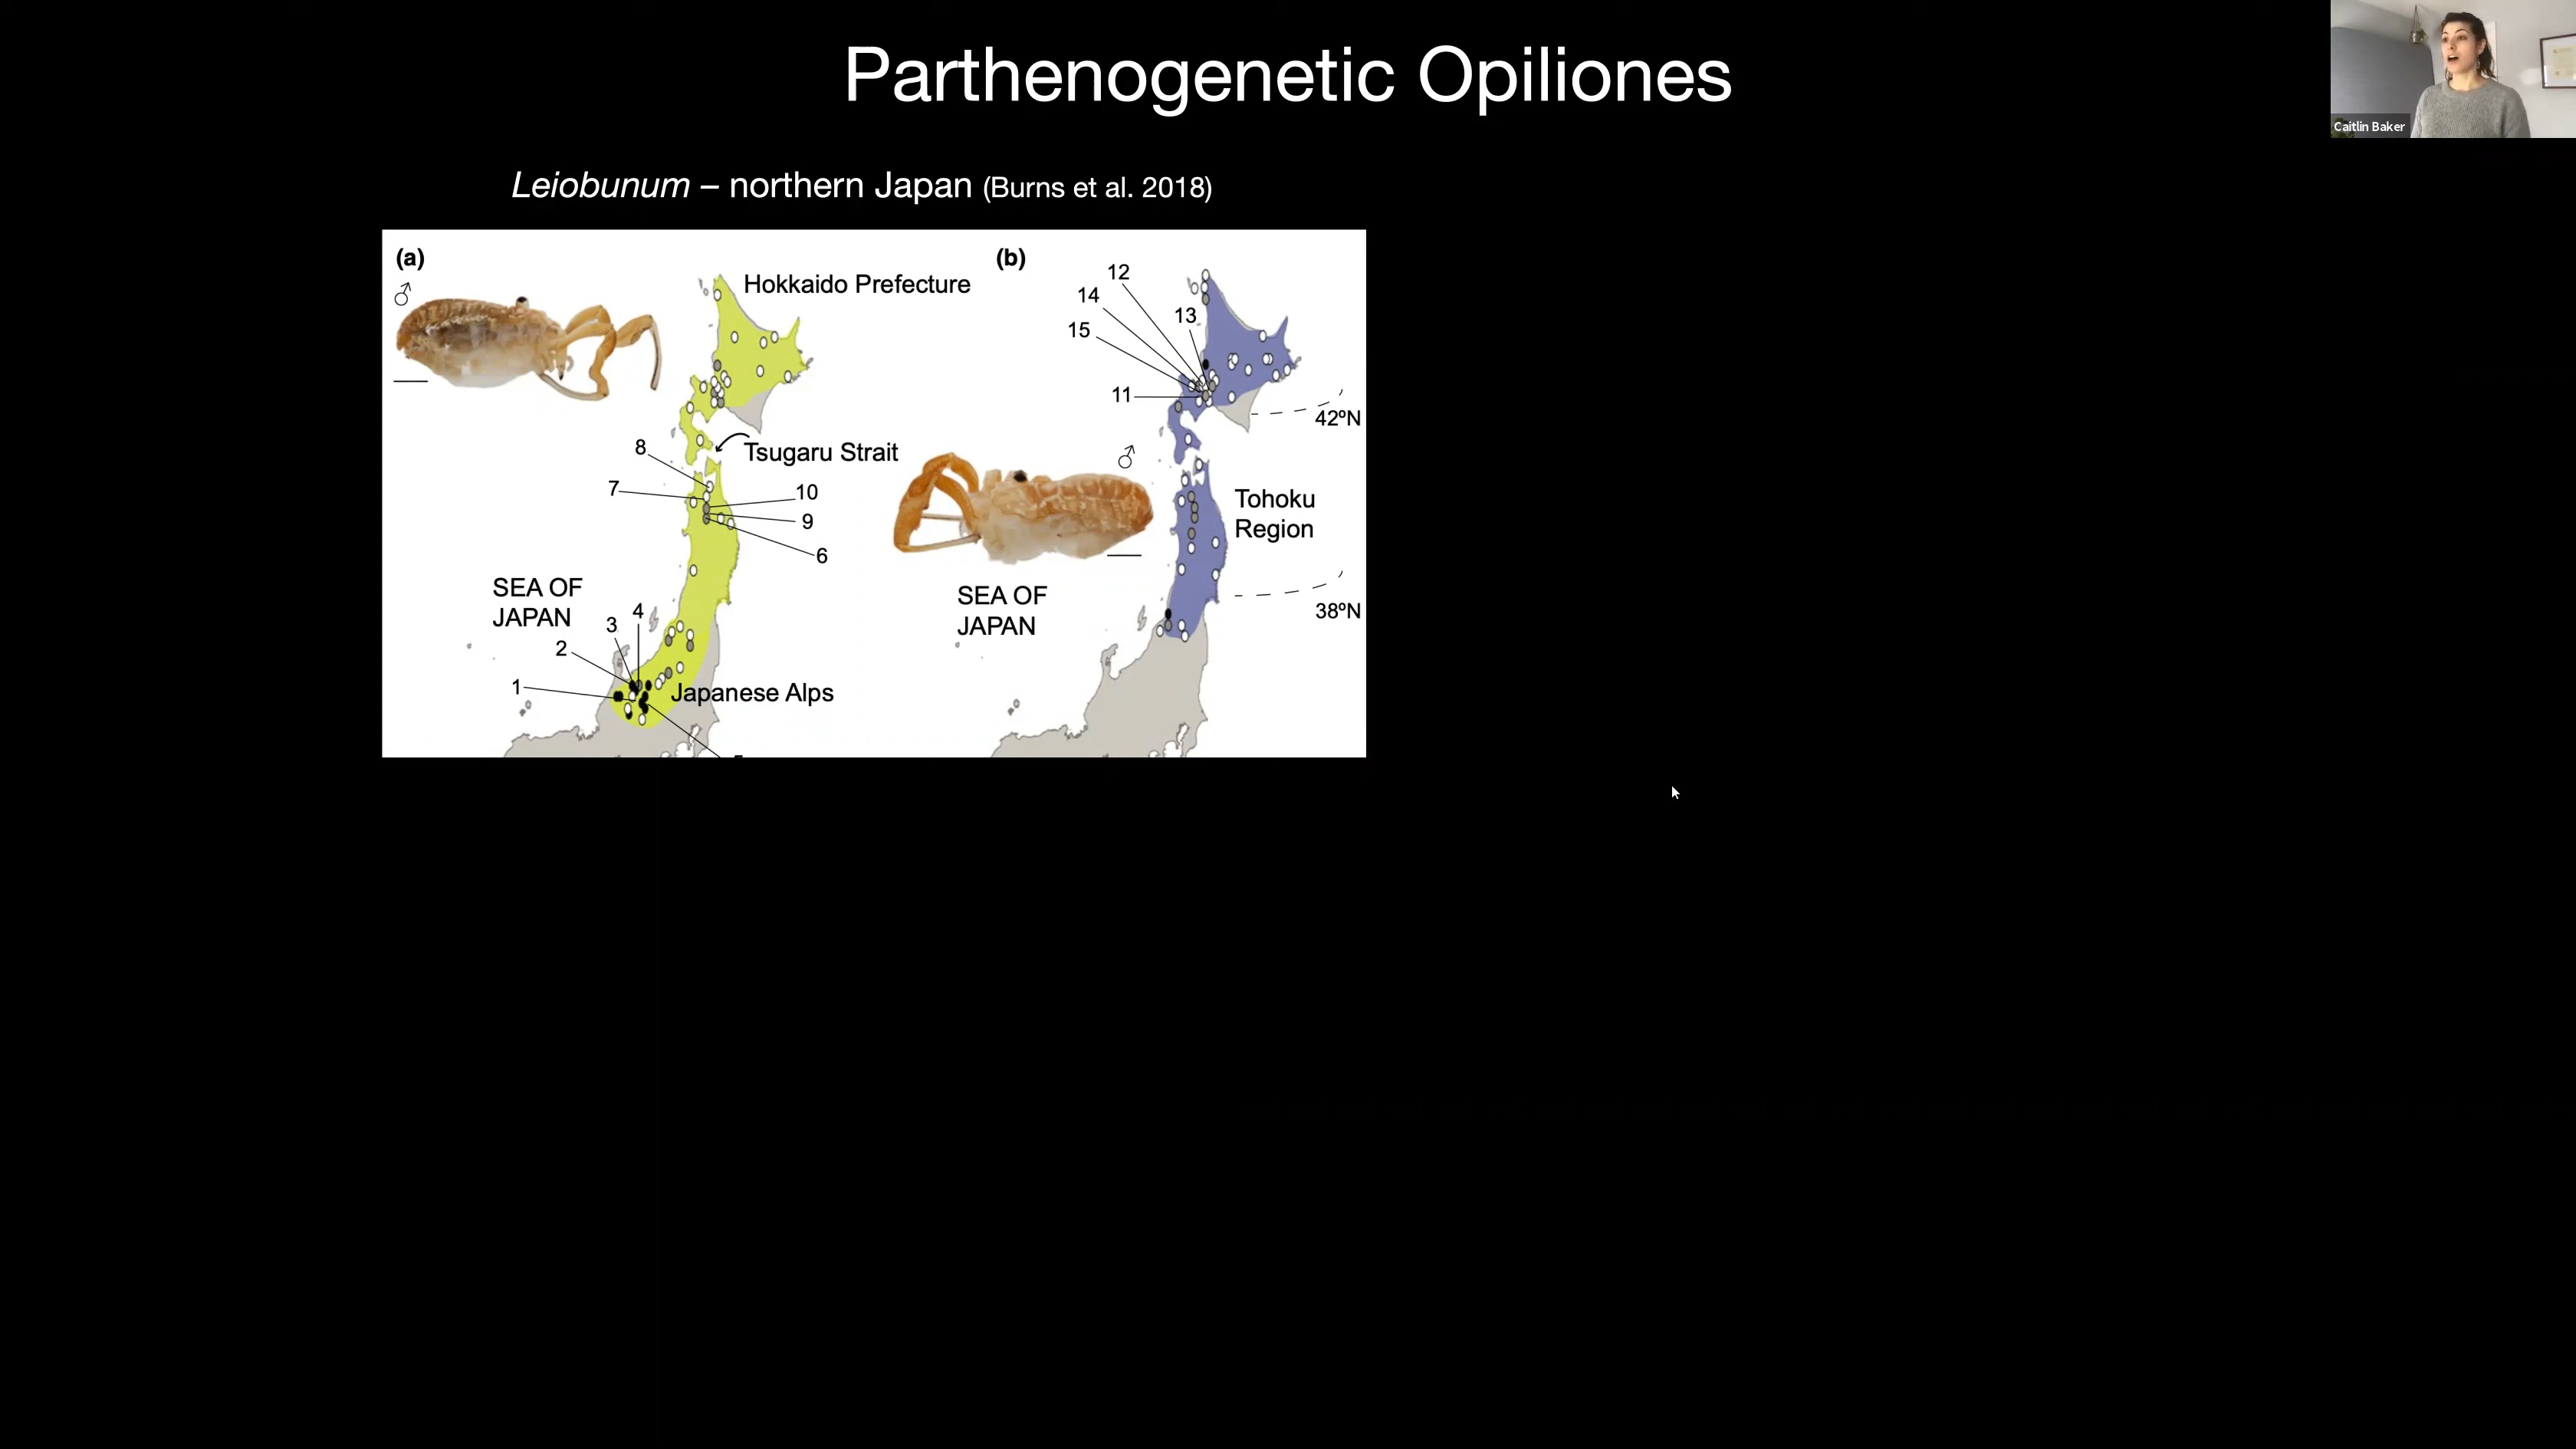 Parthenogenetic Opiliones
Caitlin Baker
Leiobunum – northern Japan (Burns et al. 2018)
(a)
♂
Hokkaido Prefecture
Tsugaru Strait
8
7
10
9
6
SEA OF
JAPAN
4
3
2
1
Japanese Alps
(b)
12
14
13
15
11
42ºN
♂
Tohoku
Region
SEA OF
JAPAN
38ºN